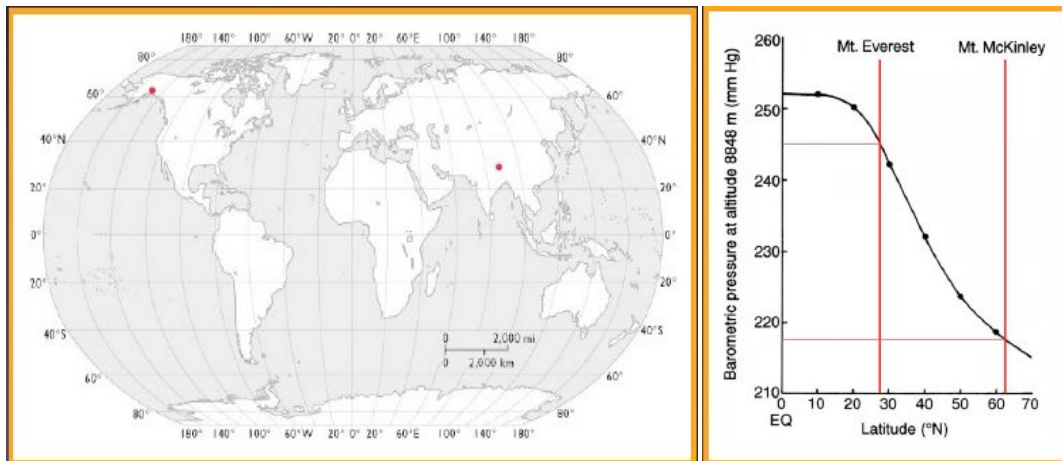 180° 140° 100° 60°W 20° 0° 20° 60°E 100° 140° 180°
80° 80°
60° 60°
40°N 40°N
20° 20°
0° 0°
20° 20°
40°S 40°S
0 2,000 mi
0 2,000 km
60° 60°
80° 80°
180° 140° 100° 60°W 20° 0° 20° 60°E 100° 140° 180°
Mt. Everest Mt. McKinley
Barometric pressure at altitude 8848 m (mm Hg)
260
250
240
230
220
210
0 10 20 30 40 50 60 70
EQ
Latitude (°N)